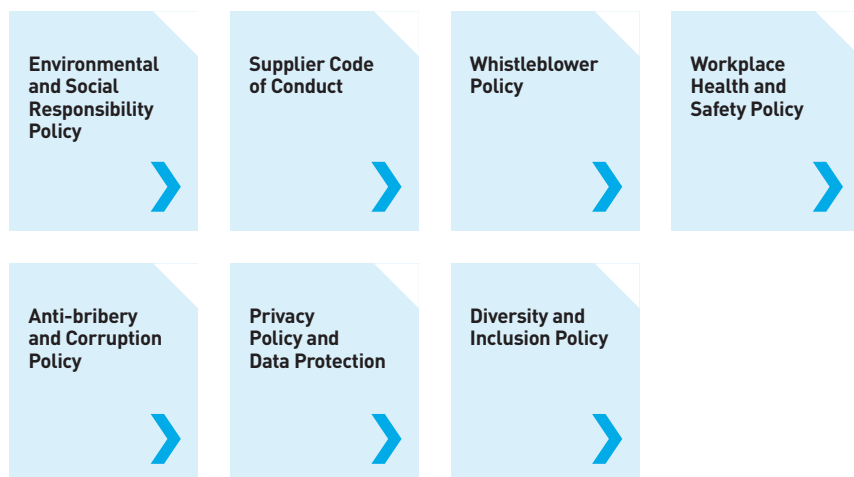 Environmental
and Social
Responsibility
Policy
Supplier Code
of Conduct
Whistleblower
Policy
Workplace
Health and
Safety Policy
Anti-bribery
and Corruption
Policy
Privacy
Policy and
Data Protection
Diversity and
Inclusion Policy